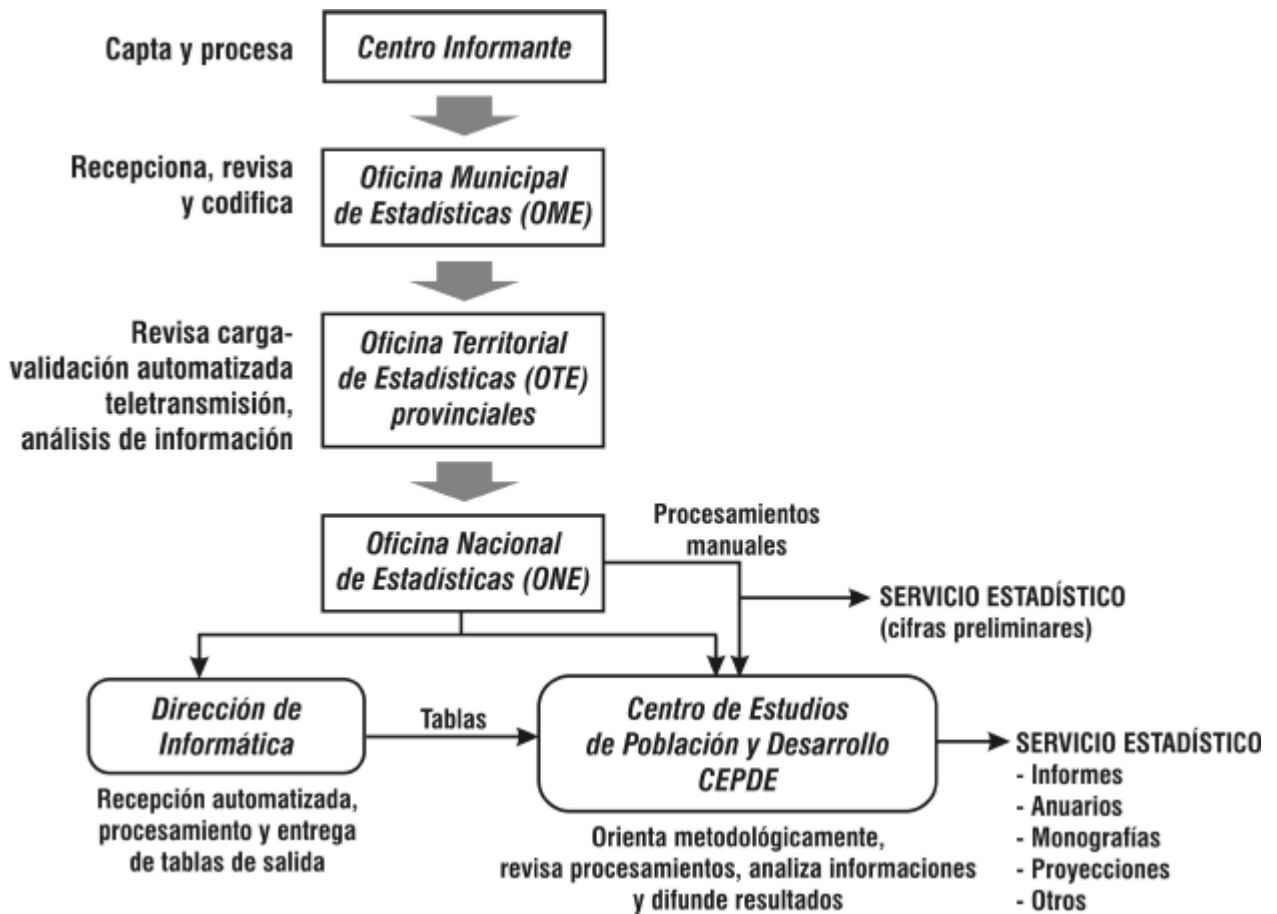 Capta y procesa
Centro Informante
Recepciona, revisa
y codifica
Oficina Municipal
de Estadísticas (OME)
Revisa carga-
validación automatizada
teletransmisión,
análisis de información
Oficina Territorial
de Estadísticas (OTE)
provinciales
Oficina Nacional
de Estadísticas (ONE)
Procesamientos
manuales
SERVICIO ESTADÍSTICO
(cifras preliminares)
Dirección de
Informática
Tablas
Centro de Estudios
de Población y Desarrollo
CEPDE
SERVICIO ESTADÍSTICO
- Informes
- Anuarios
- Monografías
- Proyecciones
- Otros
Recepción automatizada,
procesamiento y entrega
de tablas de salida
Orienta metodológicamente,
revisa procesamientos, analiza informaciones
y difunde resultados